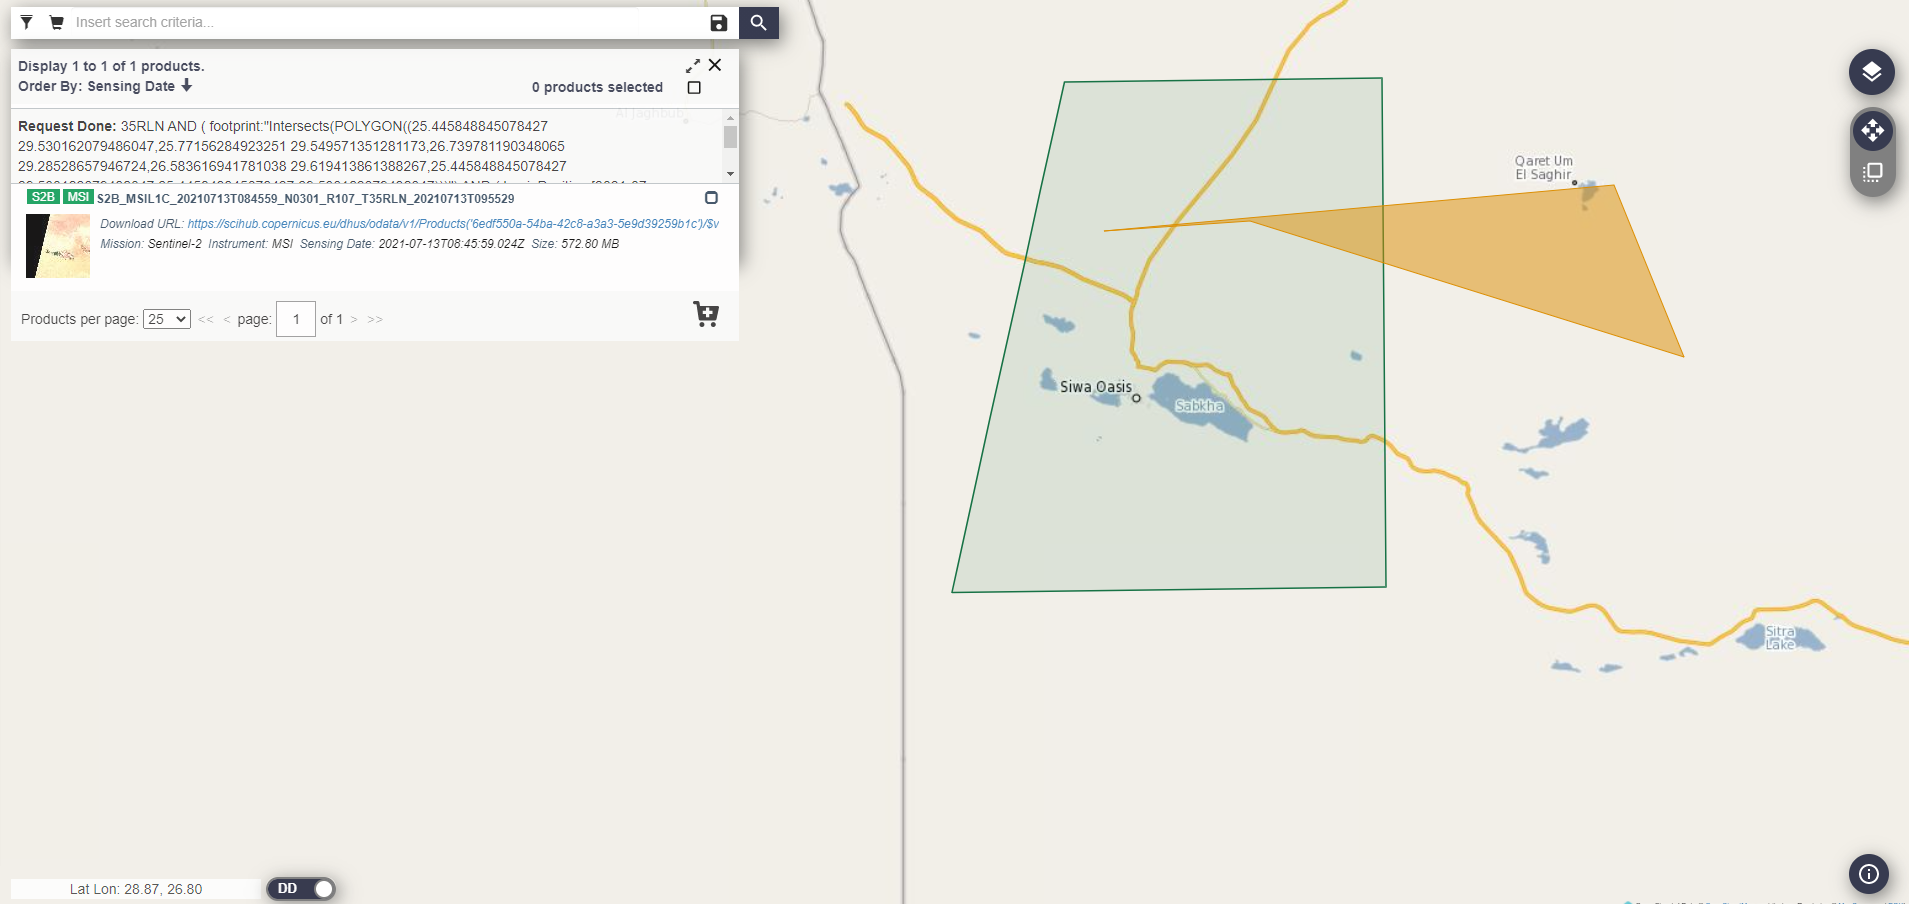 Insert search criteria...
Display 1 to 1 of 1 products.
Order By: Sensing Date
0 products selected
Al Jaghbub
Request Done: 35RLN AND ( footprint:"Intersects(POLYGON((25.445848845078427
29.530162079486047,25.77156284923251 29.549571351281173,26.739781190348065
29.28528657946724,26.583616941781038 29.619413861388267,25.445848845078427
S2B MSI S2B_MSIL1C_20210713T084559_N0301_R107_T35RLN_20210713T095529
Download URL: https://scihub.copernicus.eu/dhus/odata/v1/Products('6edf550a-54ba-42c8-a3a3-5e9d39259b1c')/$v
Mission: Sentinel-2 Instrument: MSI Sensing Date: 2021-07-13T08:45:59.024Z Size: 572.80 MB
Products per page: 25 << < page: 1 of 1 > >>
Qaret Um
El Saghir
Siwa Oasis
Sabkha
Sitra
Lake
Lat Lon: 28.87, 26.80
DD